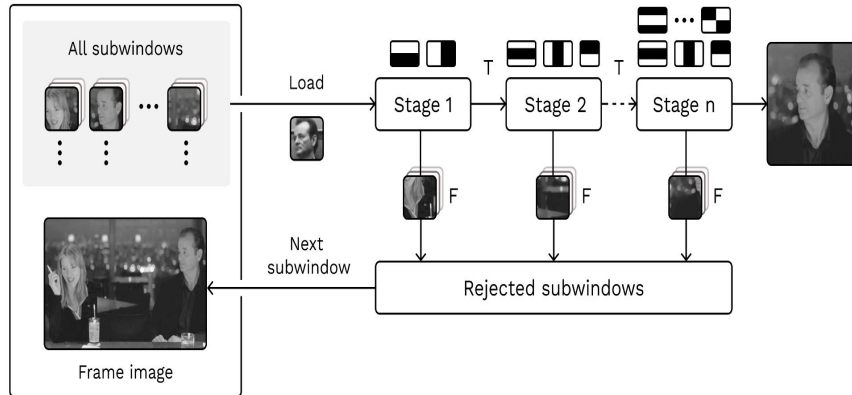 All subwindows
Load
T
T
Stage 1
Stage 2
Stage n
F
F
F
Next
subwindow
Rejected subwindows
Frame image